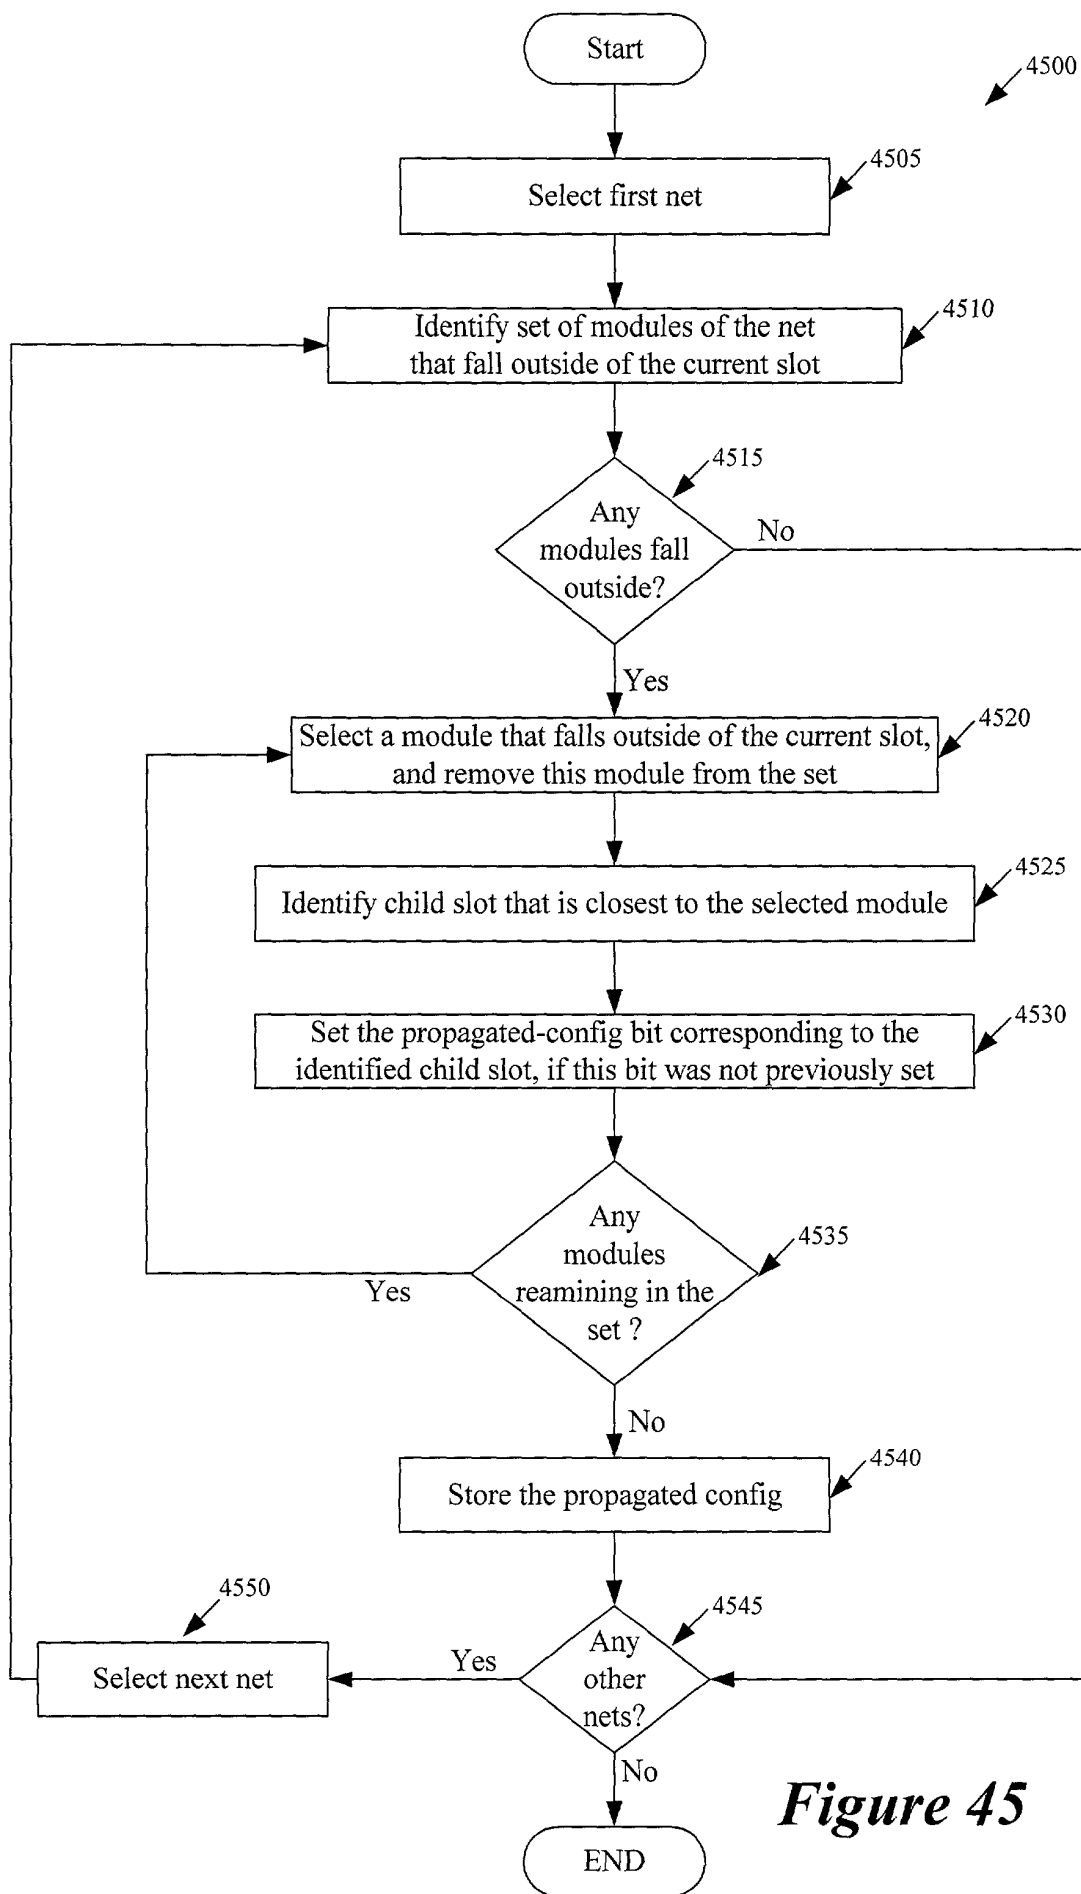 Start
4500
4505
Select first net
4510
Identify set of modules of the net
that fall outside of the current slot
4515
Any
modules fall
outside?
No
Yes
4520
Select a module that falls outside of the current slot,
and remove this module from the set
4525
Identify child slot that is closest to the selected module
4530
Set the propagated-config bit corresponding to the
identified child slot, if this bit was not previously set
4535
Any
modules
reamining in the
set ?
Yes
No
4540
Store the propagated config
4550
4545
Select next net
Yes
Any
other
nets?
No
Figure 45
END